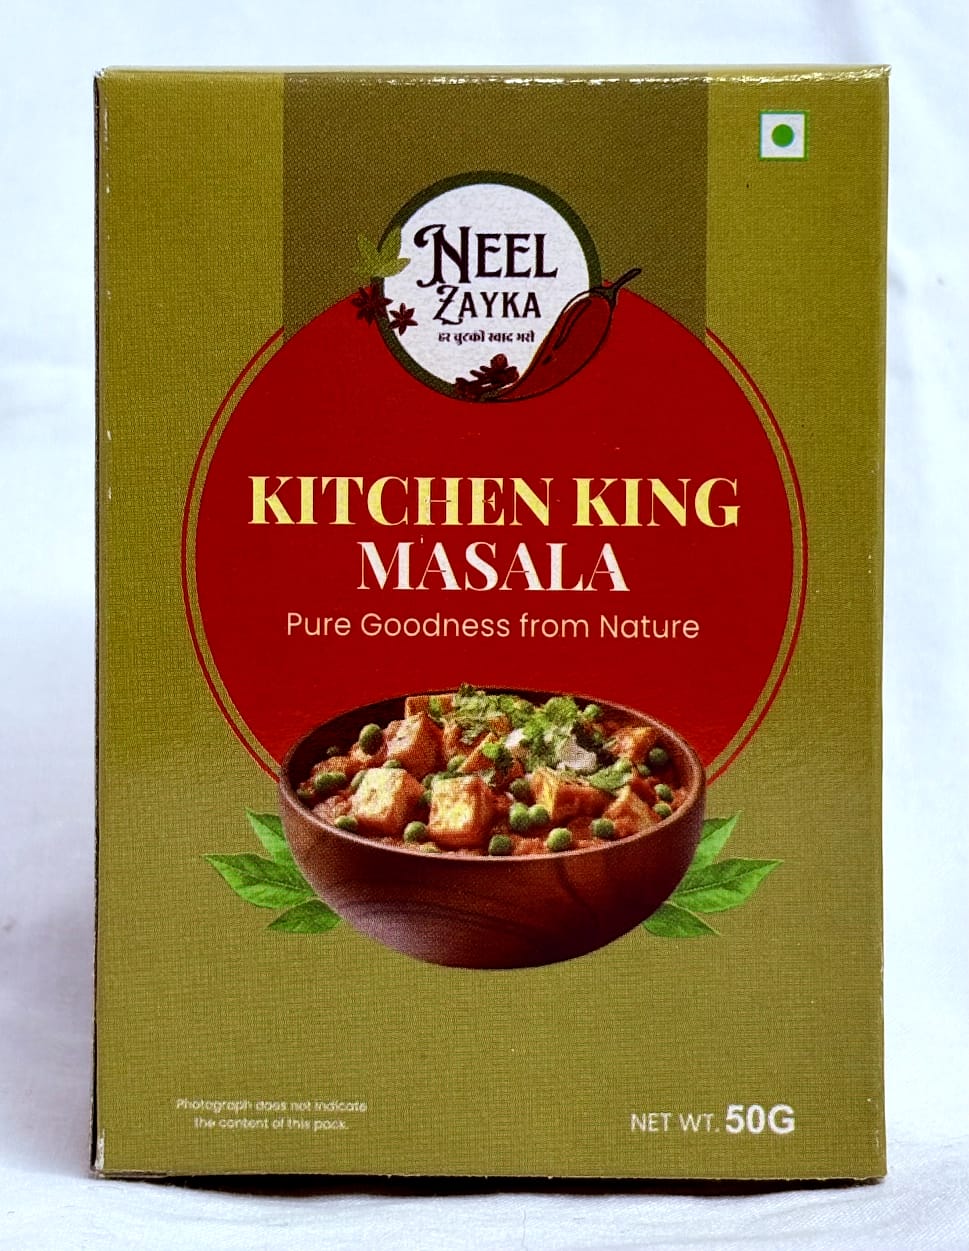 NEEL
ZAYKA
हर चुटकी स्वाद भरी
KITCHEN KING
MASALA
Pure Goodness from Nature
Photograph does not indicate
the content of this pack.
NET WT. 50G